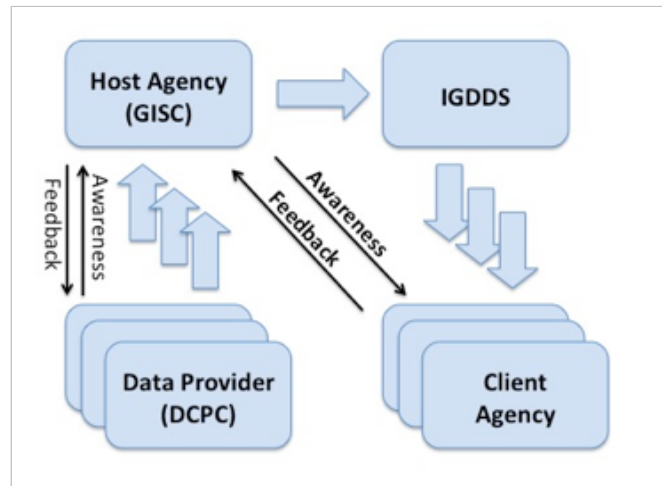 Host Agency
(GISC)
IGDDS
Feedback
Awareness
Awareness
Feedback
Data Provider
(DCPC)
Client
Agency